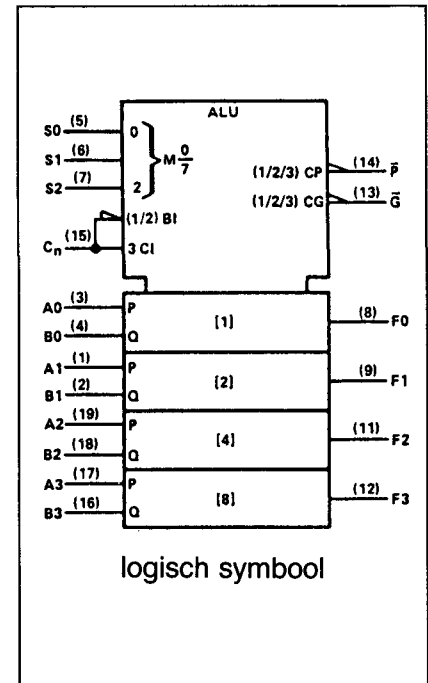 ALU
S0 (5) 0
S1 (6) M 0/7
S2 (7) 2
(1/2) BI
Cn (15) 3 CI
(1/2/3) CP (14) P̄
(1/2/3) CG (13) Ḡ
A0 (3) P
B0 (4) Q
[1] (8) F0
A1 (1) P
B1 (2) Q
[2] (9) F1
A2 (19) P
B2 (18) Q
[4] (11) F2
A3 (17) P
B3 (16) Q
[8] (12) F3
logisch symbool